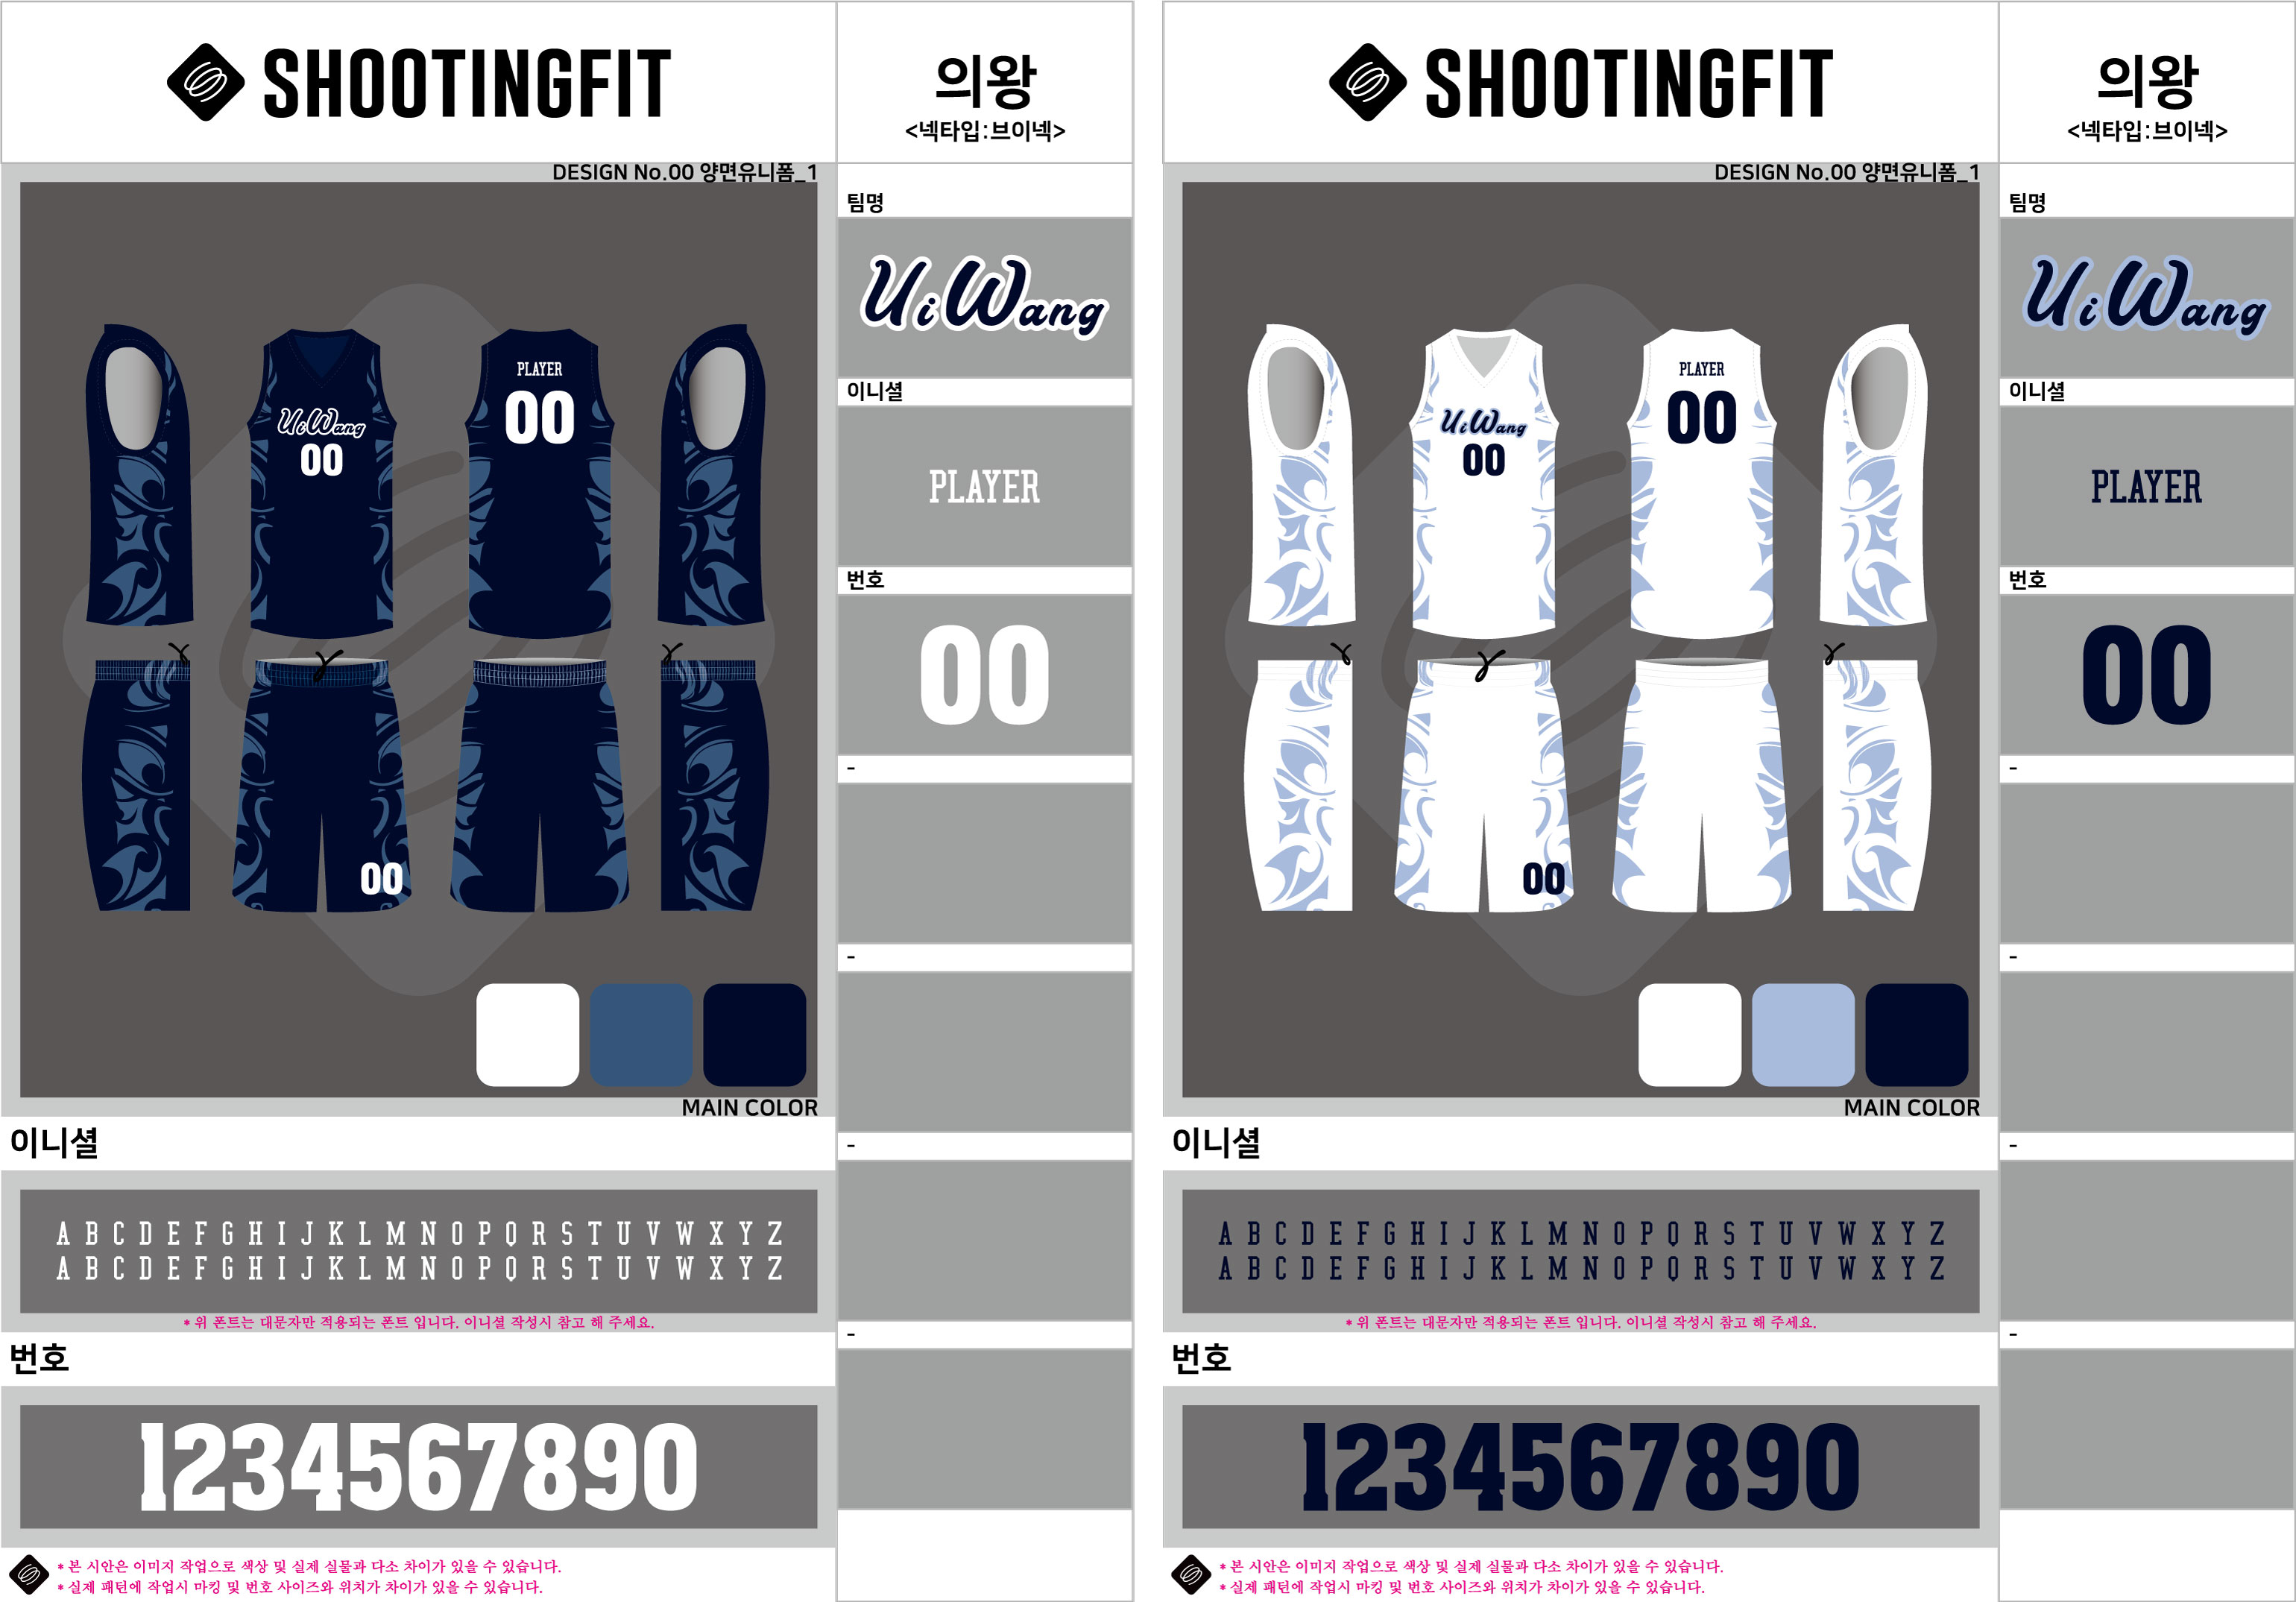 SHOOTINGFIT
의왕
<넥타입:브이넥>
DESIGN No.00 양면유니폼_1
팀명
UiWang
이니셜
PLAYER
번호
00
-
-
-
-
UiWang
00
PLAYER
00
00
MAIN COLOR
이니셜
A B C D E F G H I J K L M N O P Q R S T U V W X Y Z
A B C D E F G H I J K L M N O P Q R S T U V W X Y Z
* 위 폰트는 대문자만 적용되는 폰트 입니다. 이니셜 작성시 참고 해 주세요.
번호
1234567890
* 본 시안은 이미지 작업으로 색상 및 실제 실물과 다소 차이가 있을 수 있습니다.
* 실제 패턴에 작업시 마킹 및 번호 사이즈와 위치가 차이가 있을 수 있습니다.
SHOOTINGFIT
의왕
<넥타입:브이넥>
DESIGN No.00 양면유니폼_1
팀명
UiWang
이니셜
PLAYER
번호
00
-
-
-
-
UiWang
00
PLAYER
00
00
MAIN COLOR
이니셜
A B C D E F G H I J K L M N O P Q R S T U V W X Y Z
A B C D E F G H I J K L M N O P Q R S T U V W X Y Z
* 위 폰트는 대문자만 적용되는 폰트 입니다. 이니셜 작성시 참고 해 주세요.
번호
1234567890
* 본 시안은 이미지 작업으로 색상 및 실제 실물과 다소 차이가 있을 수 있습니다.
* 실제 패턴에 작업시 마킹 및 번호 사이즈와 위치가 차이가 있을 수 있습니다.